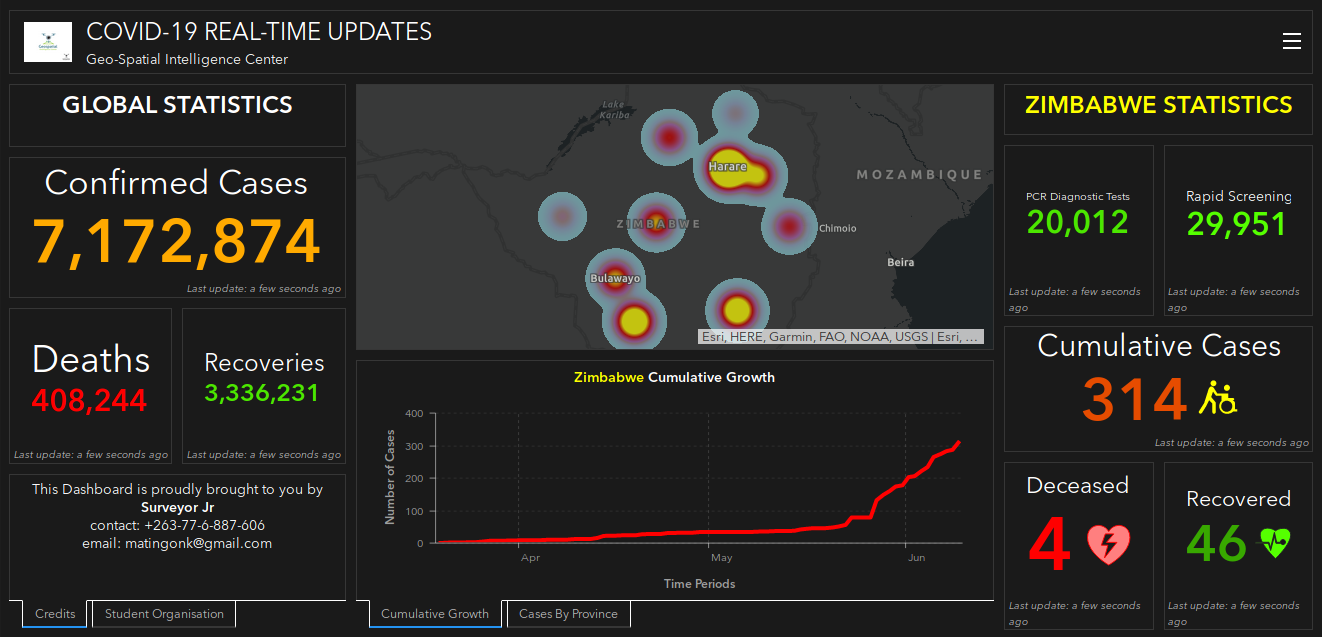 COVID-19 REAL-TIME UPDATES
Geo-Spatial Intelligence Center
GLOBAL STATISTICS
Confirmed Cases
7,172,874
Last update: a few seconds ago
Deaths
408,244
Last update: a few seconds ago
Recoveries
3,336,231
Last update: a few seconds ago
This Dashboard is proudly brought to you by
Surveyor Jr
contact: +263-77-6-887-606
email: matingonk@gmail.com
Credits
Student Organisation
Lake
Kariba
Harare
MOZAMBIQUE
ZIMBABWE
Chimoio
Beira
Bulawayo
Esri, HERE, Garmin, FAO, NOAA, USGS | Esri, ...
Zimbabwe Cumulative Growth
Number of Cases
400
300
200
100
0
Apr
May
Jun
Time Periods
Cumulative Growth
Cases By Province
ZIMBABWE STATISTICS
PCR Diagnostic Tests
20,012
Last update: a few seconds
ago
Rapid Screening
29,951
Last update: a few seconds
ago
Cumulative Cases
314
Last update: a few seconds ago
Deceased
4
Last update: a few seconds
ago
Recovered
46
Last update: a few seconds
ago